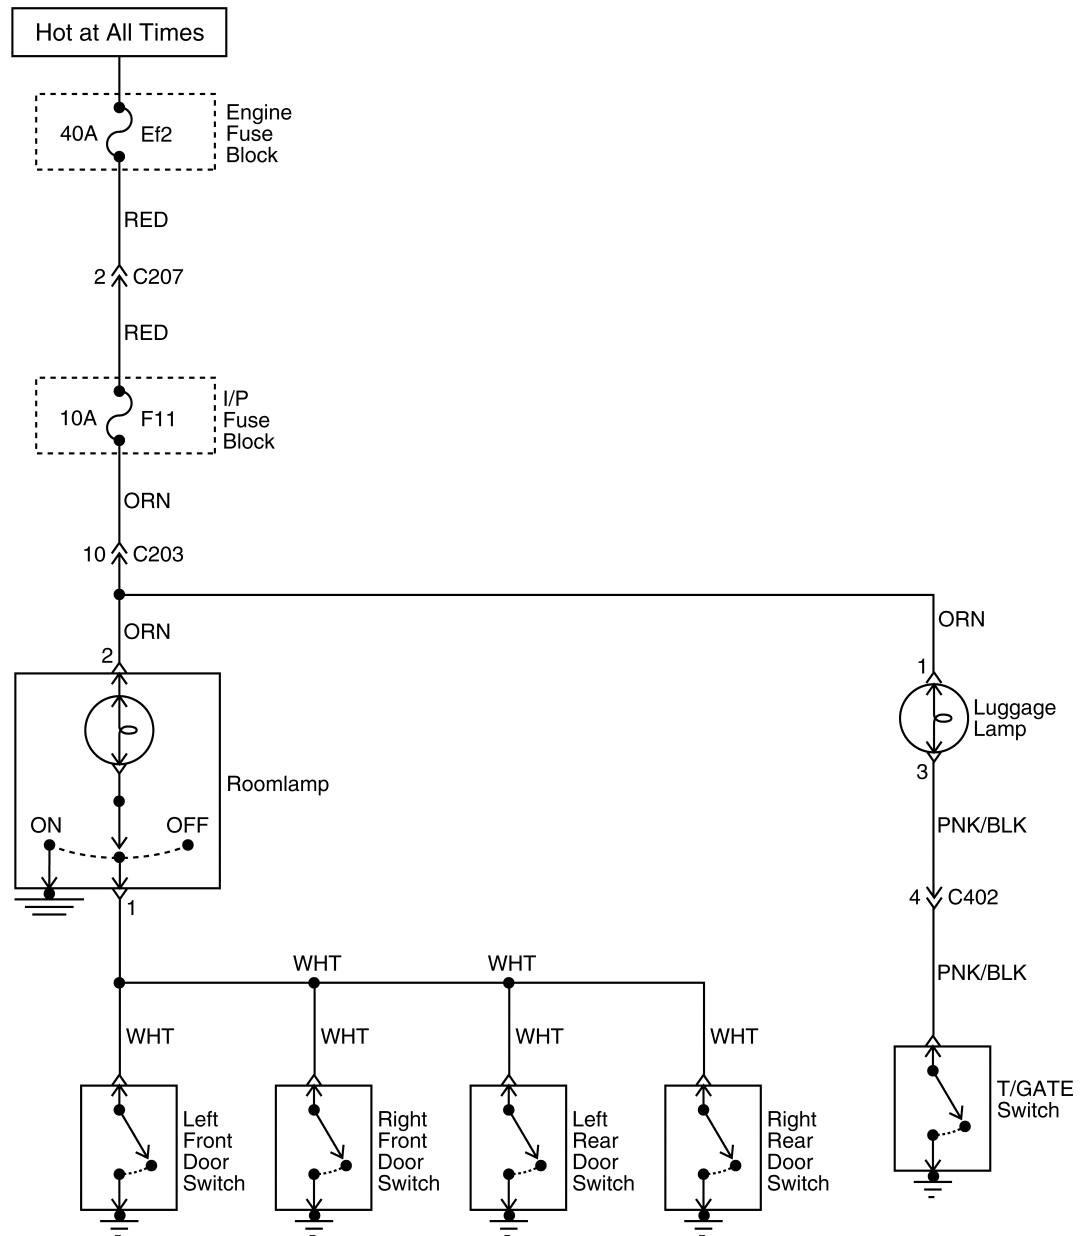 Hot at All Times
40A
Ef2
Engine
Fuse
Block
RED
2
C207
RED
10A
F11
I/P
Fuse
Block
ORN
10
C203
ORN
ORN
2
1
Luggage
Lamp
3
Roomlamp
ON
OFF
PNK/BLK
1
4
C402
WHT
WHT
PNK/BLK
WHT
WHT
WHT
WHT
Left
Front
Door
Switch
Right
Front
Door
Switch
Left
Rear
Door
Switch
Right
Rear
Door
Switch
T/GATE
Switch